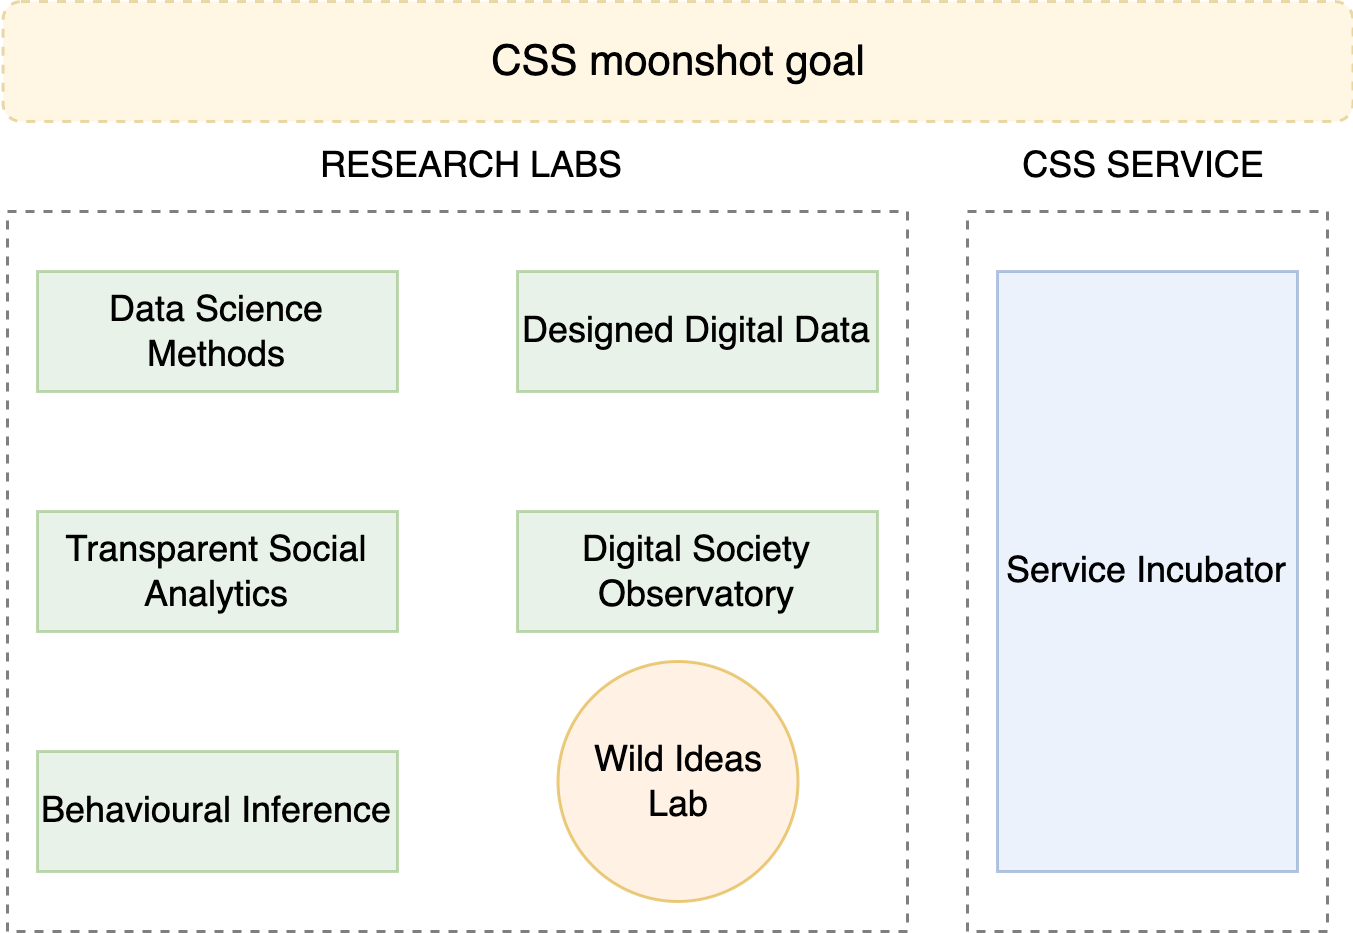 CSS moonshot goal
RESEARCH LABS
CSS SERVICE
Data Science
Methods
Designed Digital Data
Transparent Social
Analytics
Digital Society
Observatory
Behavioural Inference
Wild Ideas
Lab
Service Incubator